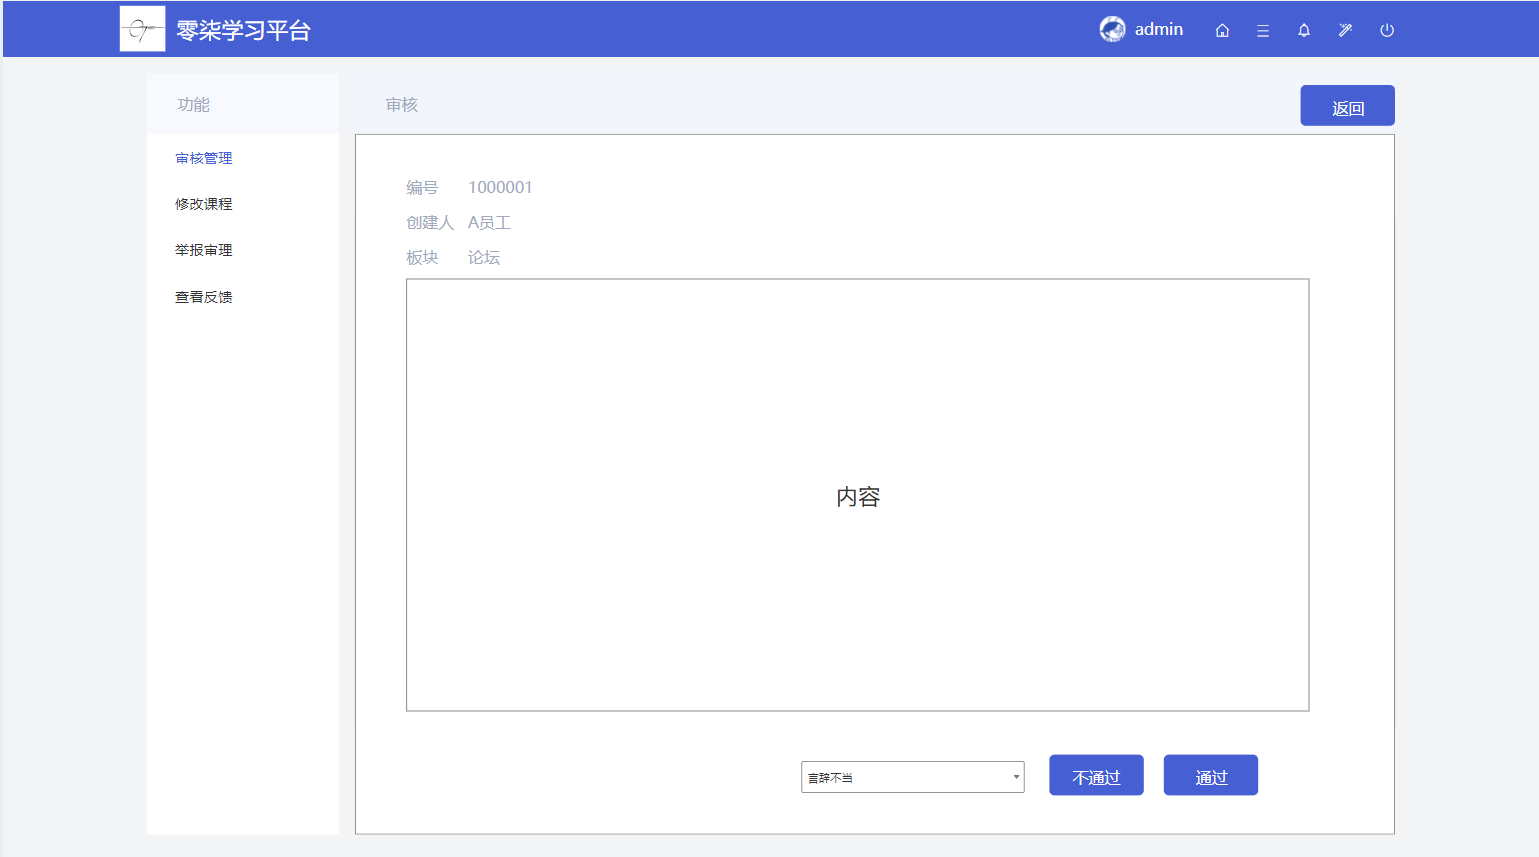 零柒学习平台
admin
功能
审核管理
修改课程
举报审理
查看反馈
审核
返回
编号 1000001
创建人 A员工
板块 论坛
内容
言辞不当
不通过
通过